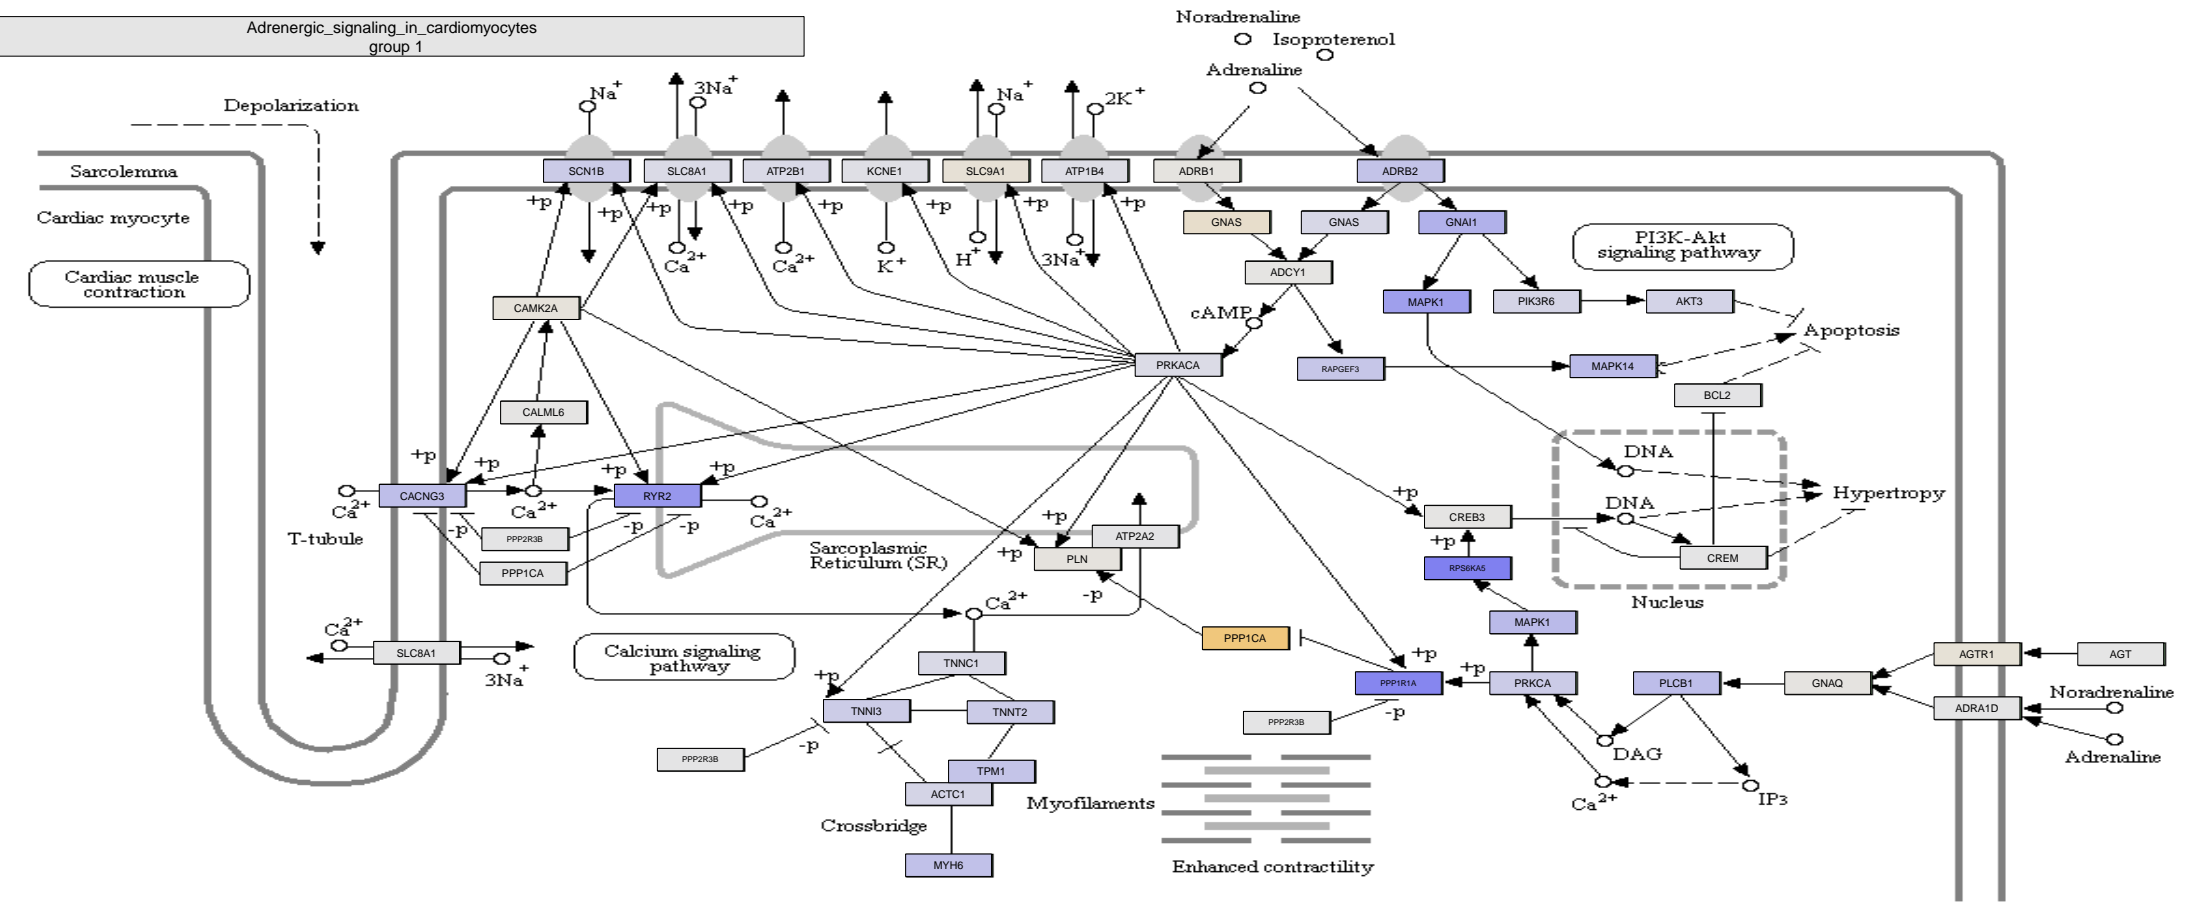 Adrenergic_signaling_in_cardiomyocytes
group 1
Noradrenaline
Isoproterenol
Adrenaline
Depolarization
Na+
3Na+
Na+
2K+
Sarcolemma
SCN1B
SLC8A1
ATP2B1
KCNE1
SLC9A1
ATP1B4
ADRB1
ADRB2
+p
+p
+p
+p
+p
+p
+p
+p
Cardiac myocyte
GNAS
GNAS
GNAI1
PI3K-Akt
signaling pathway
Ca2+
Ca2+
K+
H+
3Na+
Cardiac muscle
contraction
ADCY1
CAMK2A
MAPK1
PIK3R6
AKT3
cAMP
Apoptosis
PRKACA
RAPGEF3
MAPK14
BCL2
CALML6
+p
+p
+p
+p
DNA
CACNG3
RYR2
Ca2+
Ca2+
Ca2+
+p
DNA
Hypertropy
T-tubule
-p
-p
-p
+p
CREB3
PPP2R3B
ATP2A2
+p
PLN
+p
CREM
Sarcoplasmic
Reticulum (SR)
PPP1CA
RPS6KA5
-p
Nucleus
Ca2+
MAPK1
Ca2+
SLC8A1
3Na+
Calcium signaling
pathway
PPP1CA
AGTR1
AGT
TNNC1
+p
+p
+p
PPP1R1A
PRKCA
PLCB1
GNAQ
Noradrenaline
TNNI3
TNNT2
-p
PPP2R3B
ADRA1D
-p
PPP2R3B
DAG
Adrenaline
TPM1
ACTC1
Myofilaments
Ca2+
IP3
Crossbridge
MYH6
Enhanced contractility